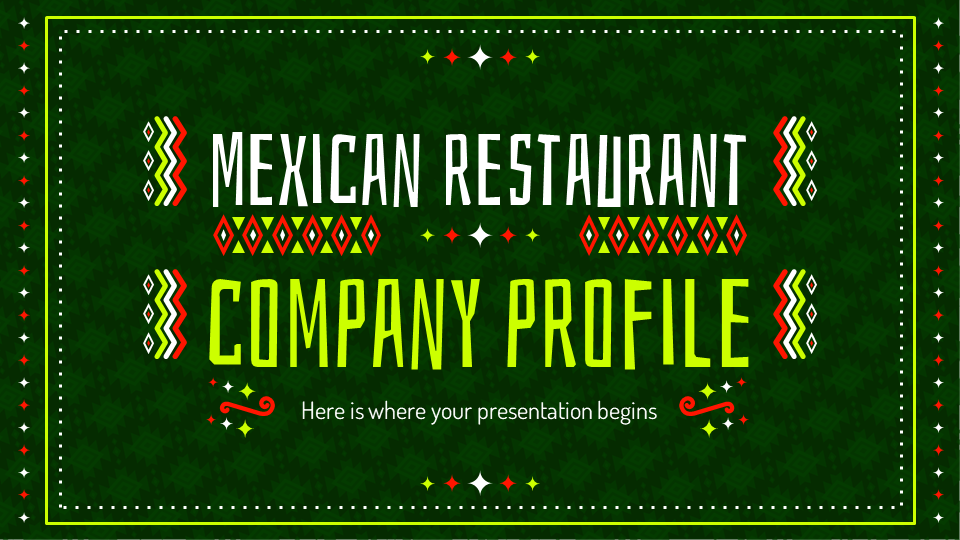 MEXICAN RESTAURANT
COMPANY PROFILE
Here is where your presentation begins